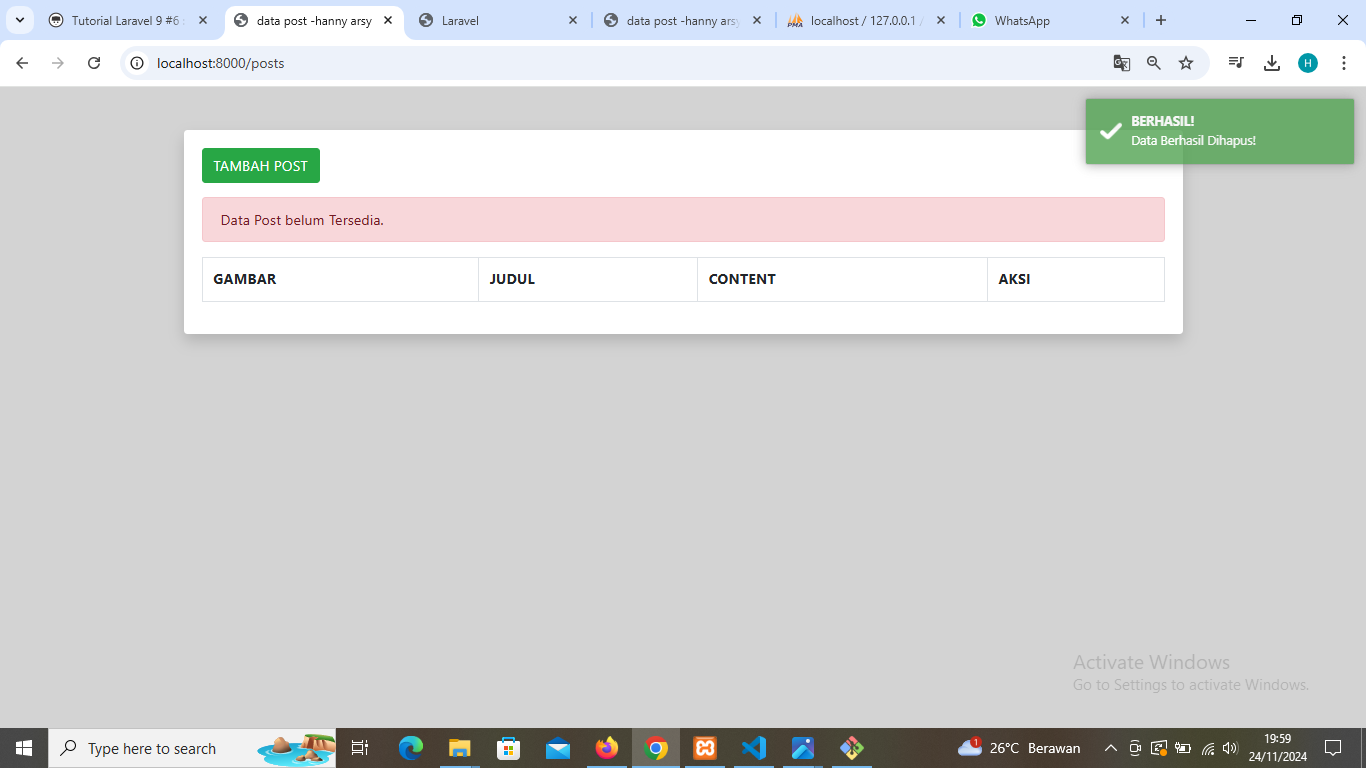 Tutorial Laravel 9 #6
data post -hanny arsy
Laravel
data post -hanny arsy
localhost / 127.0.0.1 /
WhatsApp
localhost:8000/posts
H
BERHASIL!
Data Berhasil Dihapus!
TAMBAH POST
Data Post belum Tersedia.
GAMBAR JUDUL CONTENT AKSI
Activate Windows
Go to Settings to activate Windows.
Type here to search
1
26°C Berawan
19:59
24/11/2024